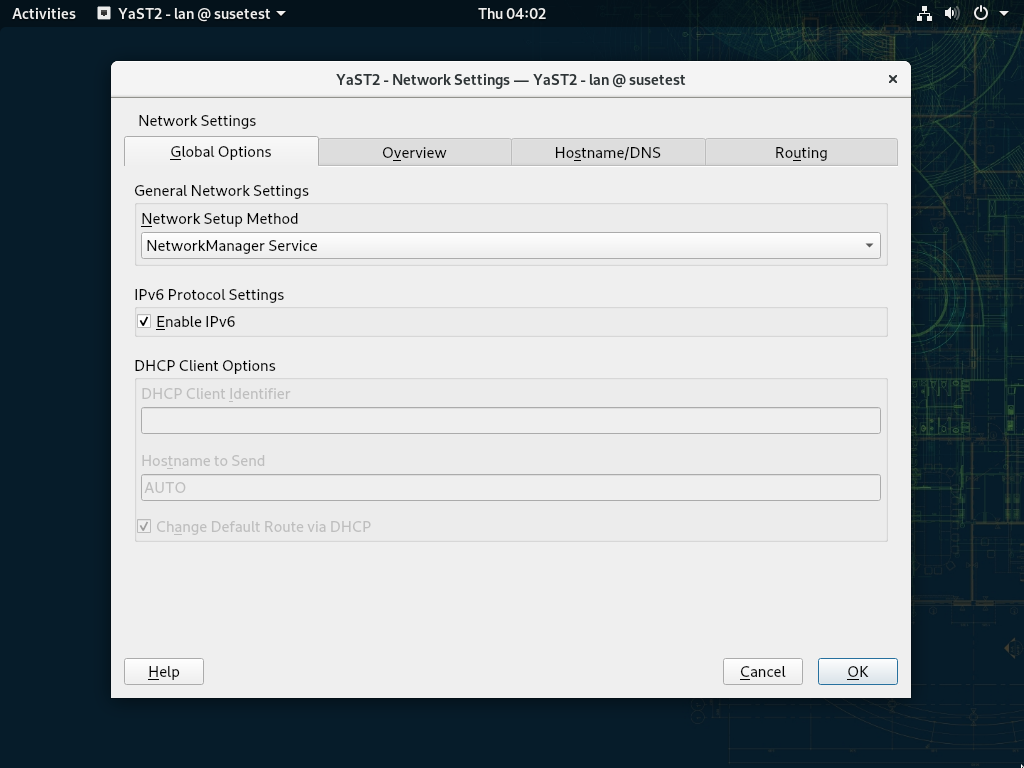 Activities YaST2 - lan @ susetest Thu 04:02
YaST2 - Network Settings — YaST2 - lan @ susetest
Network Settings
Global Options Overview Hostname/DNS Routing
General Network Settings
Network Setup Method
NetworkManager Service
IPv6 Protocol Settings
Enable IPv6
DHCP Client Options
DHCP Client Identifier
Hostname to Send
AUTO
Change Default Route via DHCP
Help Cancel OK